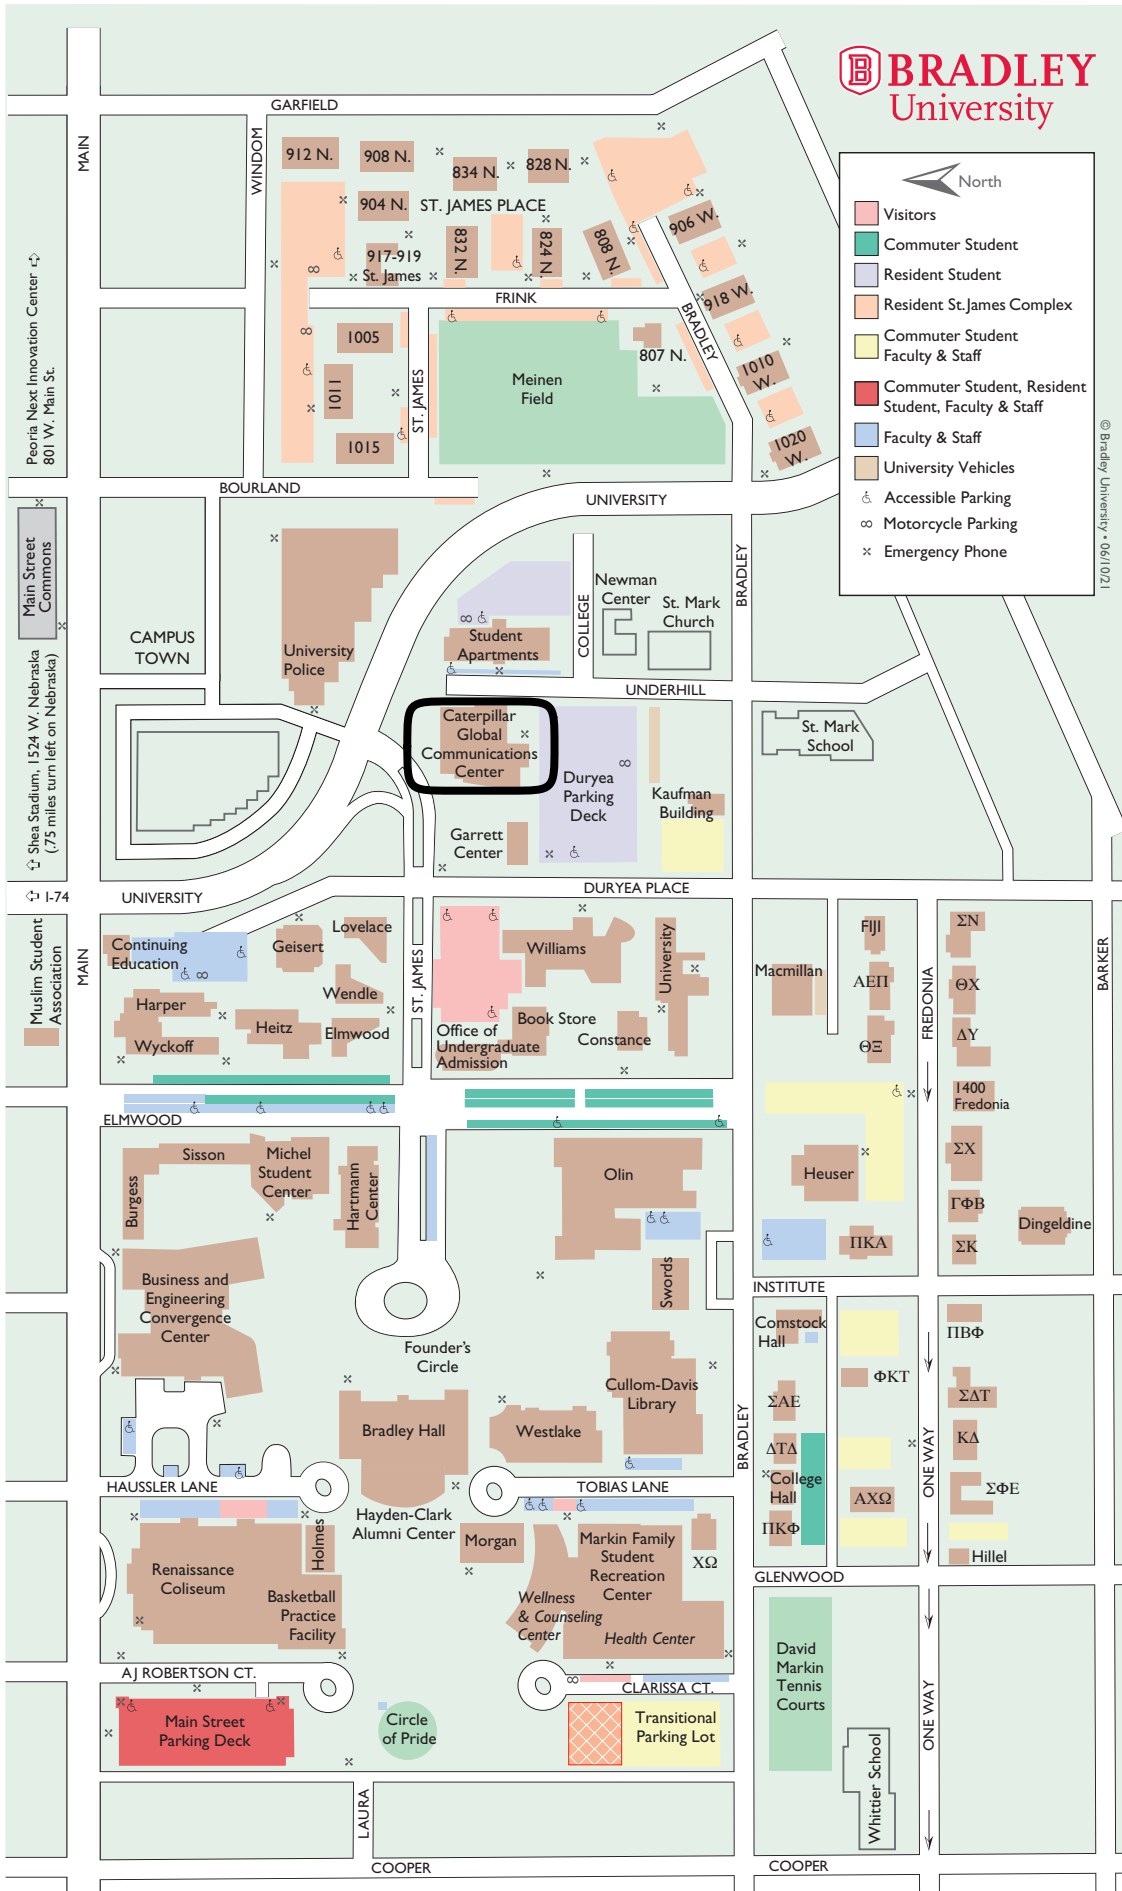 BRADLEY
University
North
Visitors
Commuter Student
Resident Student
Resident St.James Complex
Commuter Student
Faculty & Staff
Commuter Student, Resident
Student, Faculty & Staff
Faculty & Staff
University Vehicles
Accessible Parking
Motorcycle Parking
Emergency Phone
© Bradley University • 06/10/21
GARFIELD
MAIN
WINDOM
912 N.
908 N.
834 N.
828 N.
904 N.
ST. JAMES PLACE
906 W.
917-919
St. James
832 N.
824 N.
808 N.
918 W.
FRINK
BRADLEY
1005
807 N.
1010
W.
1011
ST. JAMES
Meinen
Field
1015
1020
W.
Peoria Next Innovation Center
801 W. Main St.
BOURLAND
UNIVERSITY
Main Street
Commons
CAMPUS
TOWN
University
Police
Student
Apartments
COLLEGE
Newman
Center
St. Mark
Church
BRADLEY
UNDERHILL
Shea Stadium, 1524 W. Nebraska
(.75 miles turn left on Nebraska)
Caterpillar
Global
Communications
Center
Duryea
Parking
Deck
Kaufman
Building
St. Mark
School
Garrett
Center
I-74
UNIVERSITY
DURYEA PLACE
Muslim Student
Association
MAIN
Continuing
Education
Geisert
Lovelace
Wendle
Harper
Heitz
Elmwood
Wyckoff
ST. JAMES
Williams
University
Book Store
Office of
Undergraduate
Admission
Constance
Macmillan
FIJI
ΑΕΠ
ΘΞ
FREDONIA
ΣΝ
ΘΧ
ΔΥ
1400
Fredonia
BARKER
ELMWOOD
Sisson
Michel
Student
Center
Burgess
Hartmann
Center
Olin
Heuser
ΣΧ
ΓΦΒ
Dingeldine
ΠΚΑ
ΣΚ
Business and
Engineering
Convergence
Center
Swords
INSTITUTE
Founder's
Circle
Comstock
Hall
ΠΒΦ
ΦΚΤ
Cullom-Davis
Library
ΣΑΕ
ΣΔΤ
Bradley Hall
Westlake
BRADLEY
ΔΤΔ
ΚΔ
ONE WAY
College
Hall
ΣΦΕ
ΑΧΩ
HAUSSLER LANE
TOBIAS LANE
Hayden-Clark
Alumni Center
ΠΚΦ
Holmes
Morgan
Markin Family
Student
Recreation
Center
ΧΩ
Hillel
Renaissance
Coliseum
GLENWOOD
Basketball
Practice
Facility
Wellness
& Counseling
Center
Health Center
David
Markin
Tennis
Courts
AJ ROBERTSON CT.
CLARISSA CT.
Main Street
Parking Deck
Circle
of Pride
Transitional
Parking Lot
ONE WAY
Whittier School
LAURA
COOPER
COOPER